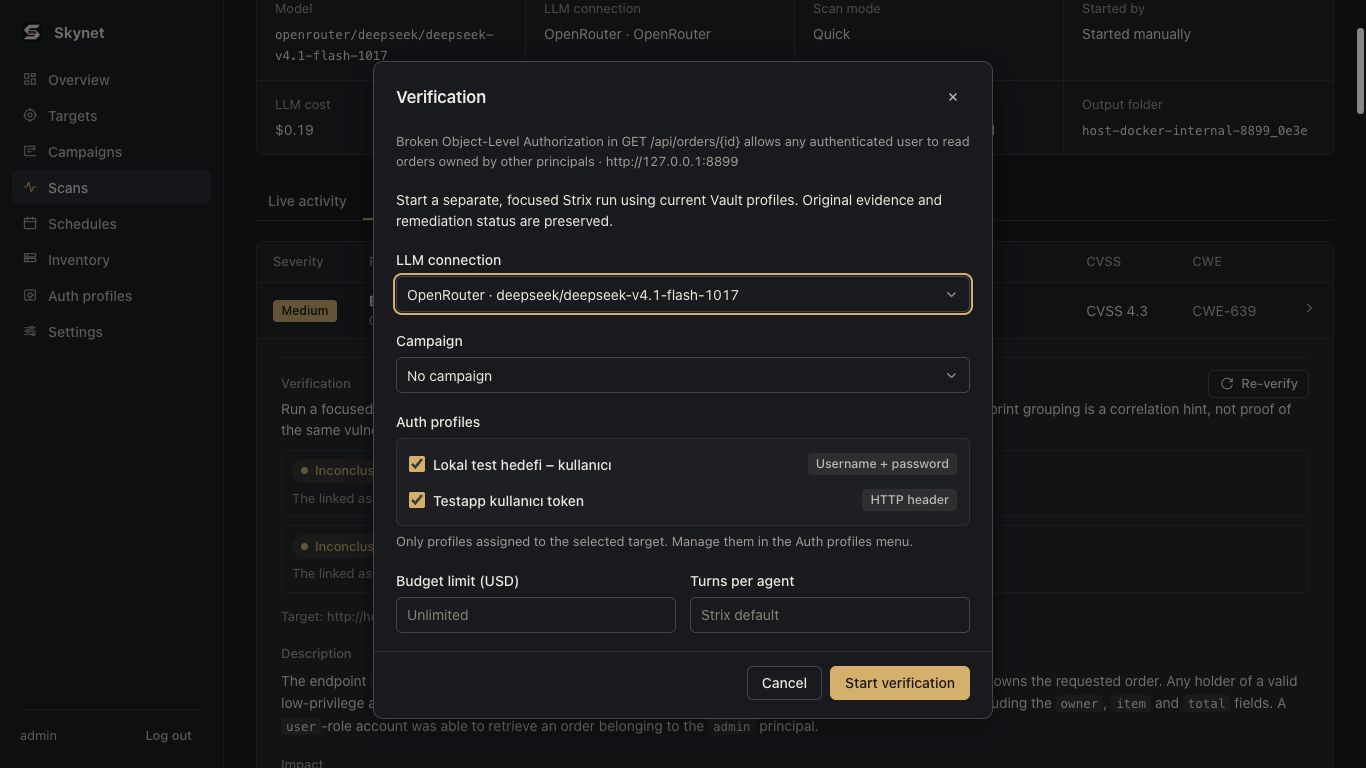 Skynet
Overview
Targets
Campaigns
Scans
Schedules
Inventory
Auth profiles
Settings
admin
Log out
Model
openrouter/deepseek/deepseek-
v4.1-flash-1017
LLM connection
OpenRouter · OpenRouter
Scan mode
Quick
Started by
Started manually
LLM cost
$0.19
Output folder
host-docker-internal-8899_0e3e
Live activity
Severity
CVSS
CWE
Medium
CVSS 4.3
CWE-639
Verification
Re-verify
Run a focused
print grouping is a correlation hint, not proof of
the same vulne
Inconclus
The linked as
Inconclus
The linked as
Target: http://ho
Description
The endpoint
owns the requested order. Any holder of a valid
low-privilege a
uding the owner, item and total fields. A
user-role account was able to retrieve an order belonging to the admin principal.
Impact
Verification
Broken Object-Level Authorization in GET /api/orders/{id} allows any authenticated user to read
orders owned by other principals · http://127.0.0.1:8899
Start a separate, focused Strix run using current Vault profiles. Original evidence and
remediation status are preserved.
LLM connection
OpenRouter · deepseek/deepseek-v4.1-flash-1017
Campaign
No campaign
Auth profiles
Lokal test hedefi – kullanıcı
Username + password
Testapp kullanıcı token
HTTP header
Only profiles assigned to the selected target. Manage them in the Auth profiles menu.
Budget limit (USD)
Turns per agent
Unlimited
Strix default
Cancel
Start verification